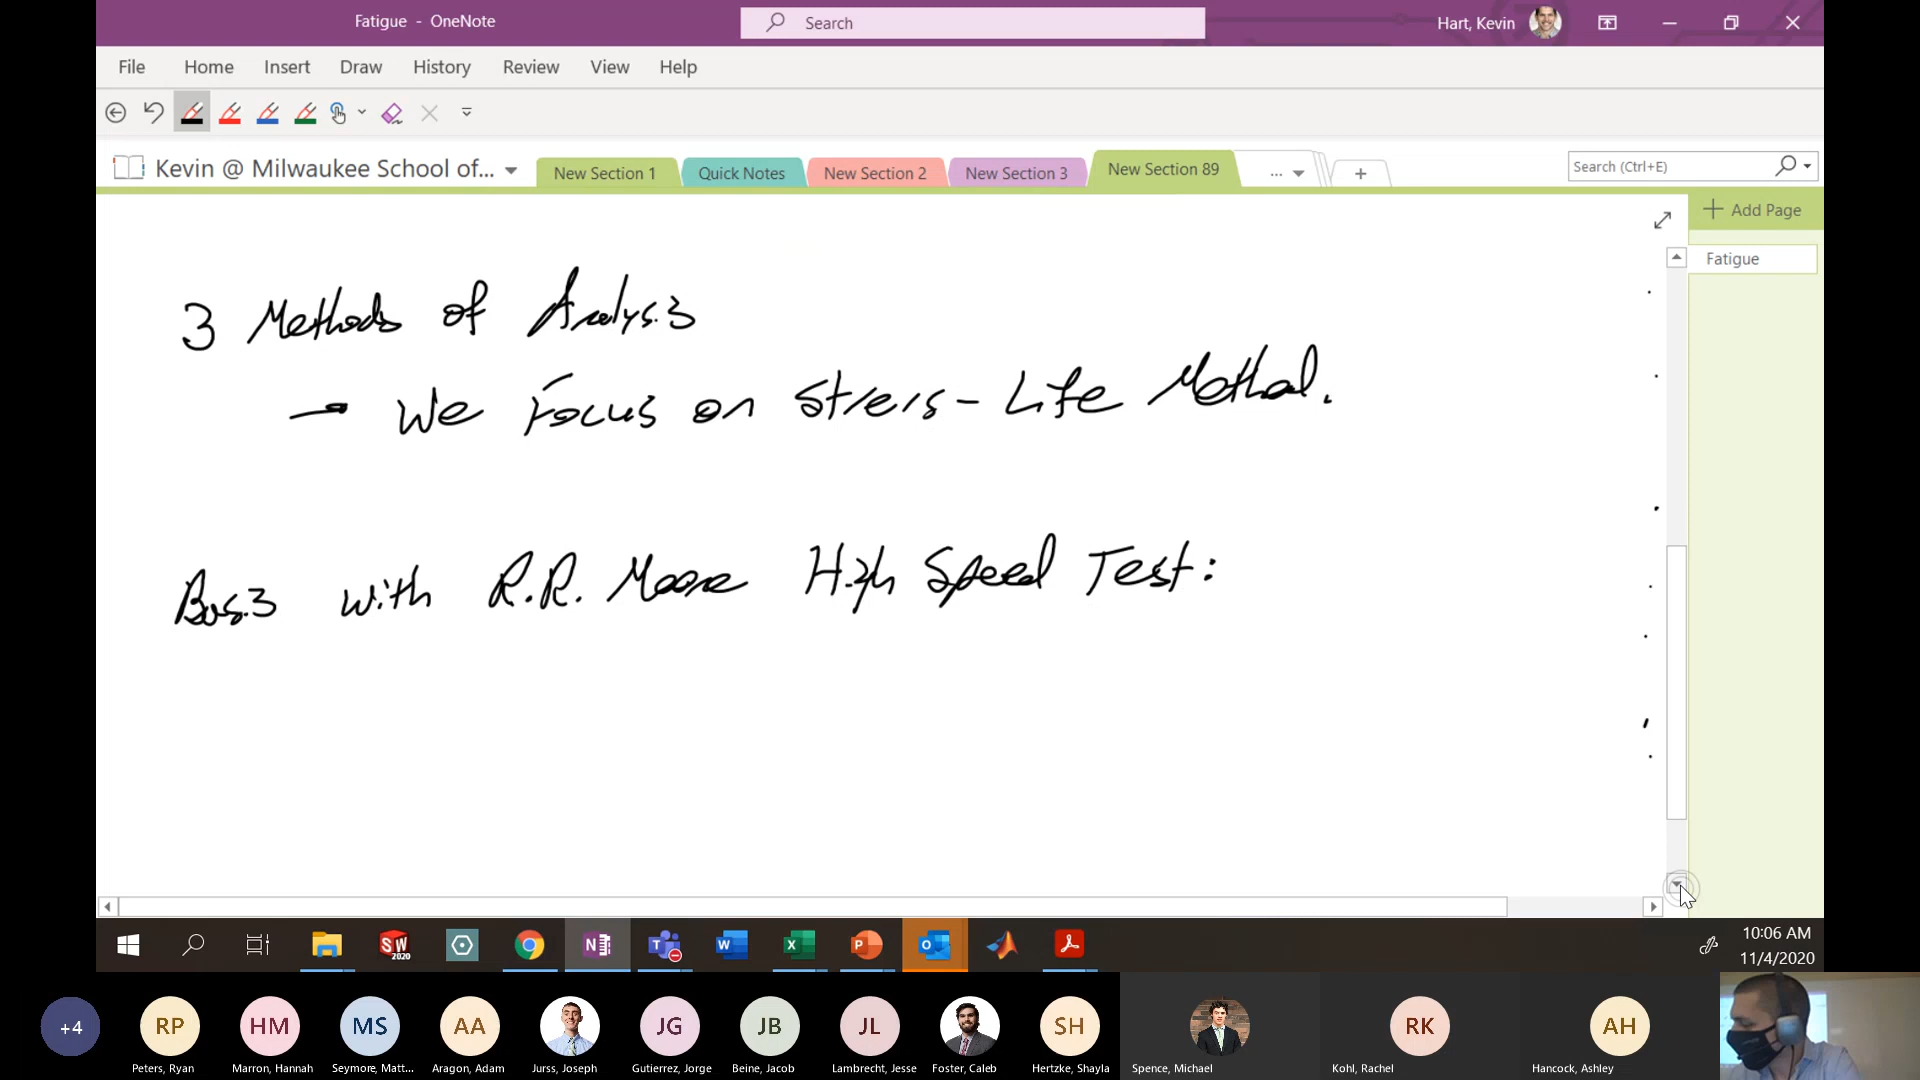 Fatigue - OneNote
Search
Hart, Kevin
File Home Insert Draw History Review View Help
Kevin @ Milwaukee School of...
New Section 1
Quick Notes
New Section 2
New Section 3
New Section 89
...
Search (Ctrl+E)
Add Page
Fatigue
3 Methods of Analysis
→ We Focus on Stress-Life Method.
Basis with R.R. Moore High Speed Test:
SW
2020
N
T
W
X
P
O
10:06 AM
11/4/2020
+4
RP
HM
MS
AA
JG
JB
JL
SH
RK
AH
Peters, Ryan
Marron, Hannah
Seymore, Matt...
Aragon, Adam
Jurss, Joseph
Gutierrez, Jorge
Beine, Jacob
Lambrecht, Jesse
Foster, Caleb
Hertzke, Shayla
Spence, Michael
Kohl, Rachel
Hancock, Ashley